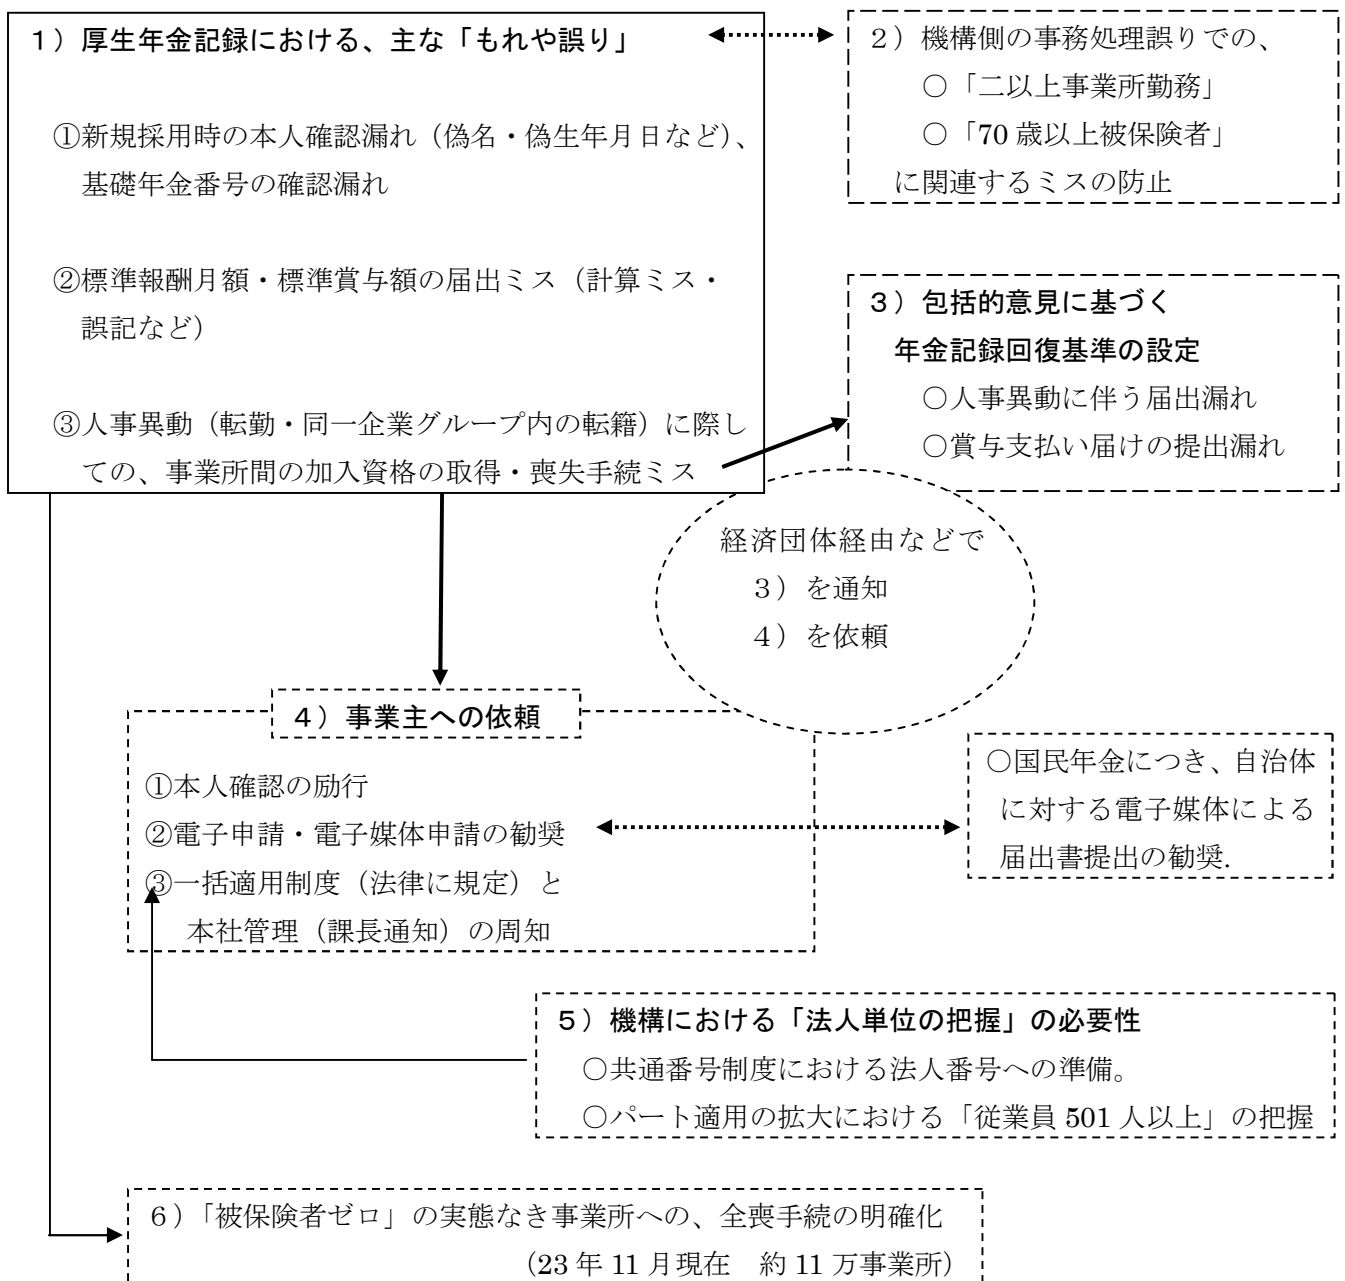 １）厚生年金記録における、主な「もれや誤り」
①新規採用時の本人確認漏れ（偽名・偽生年月日など）、
基礎年金番号の確認漏れ
②標準報酬月額・標準賞与額の届出ミス（計算ミス・
誤記など）
③人事異動（転勤・同一企業グループ内の転籍）に際し
ての、事業所間の加入資格の取得・喪失手続ミス
２）機構側の事務処理誤りでの、
○「二以上事業所勤務」
○「70 歳以上被保険者」
に関連するミスの防止
３）包括的意見に基づく
年金記録回復基準の設定
○人事異動に伴う届出漏れ
○賞与支払い届けの提出漏れ
経済団体経由などで
３）を通知
４）を依頼
４）事業主への依頼
①本人確認の励行
②電子申請・電子媒体申請の勧奨
③一括適用制度（法律に規定）と
本社管理（課長通知）の周知
○国民年金につき、自治体
に対する電子媒体による
届出書提出の勧奨.
５）機構における「法人単位の把握」の必要性
○共通番号制度における法人番号への準備。
○パート適用の拡大における「従業員 501 人以上」の把握
６）「被保険者ゼロ」の実態なき事業所への、全喪手続の明確化
（23 年 11 月現在　約 11 万事業所）